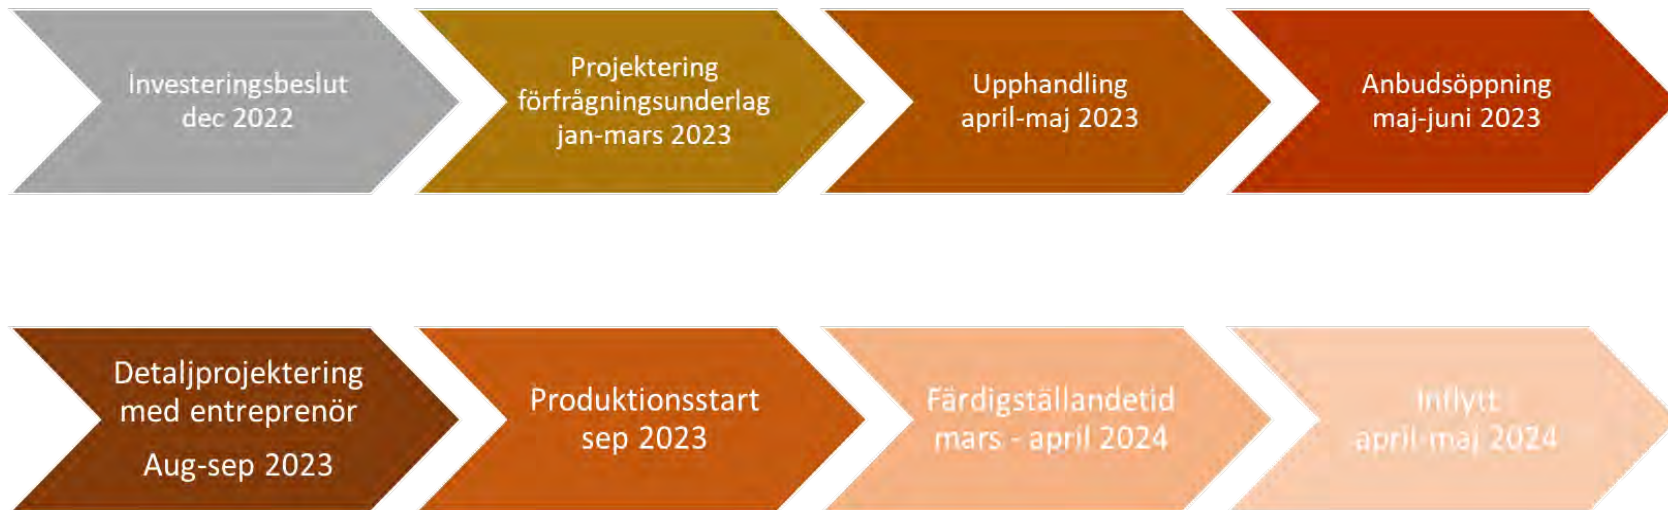 Investeringsbeslut
dec 2022
Projektering
förfrågningsunderlag
jan-mars 2023
Upphandling
april-maj 2023
Anbudsöppning
maj-juni 2023
Detaljprojektering
med entreprenör
Aug-sep 2023
Produktionsstart
sep 2023
Färdigställandetid
mars - april 2024
Inflytt
april-maj 2024